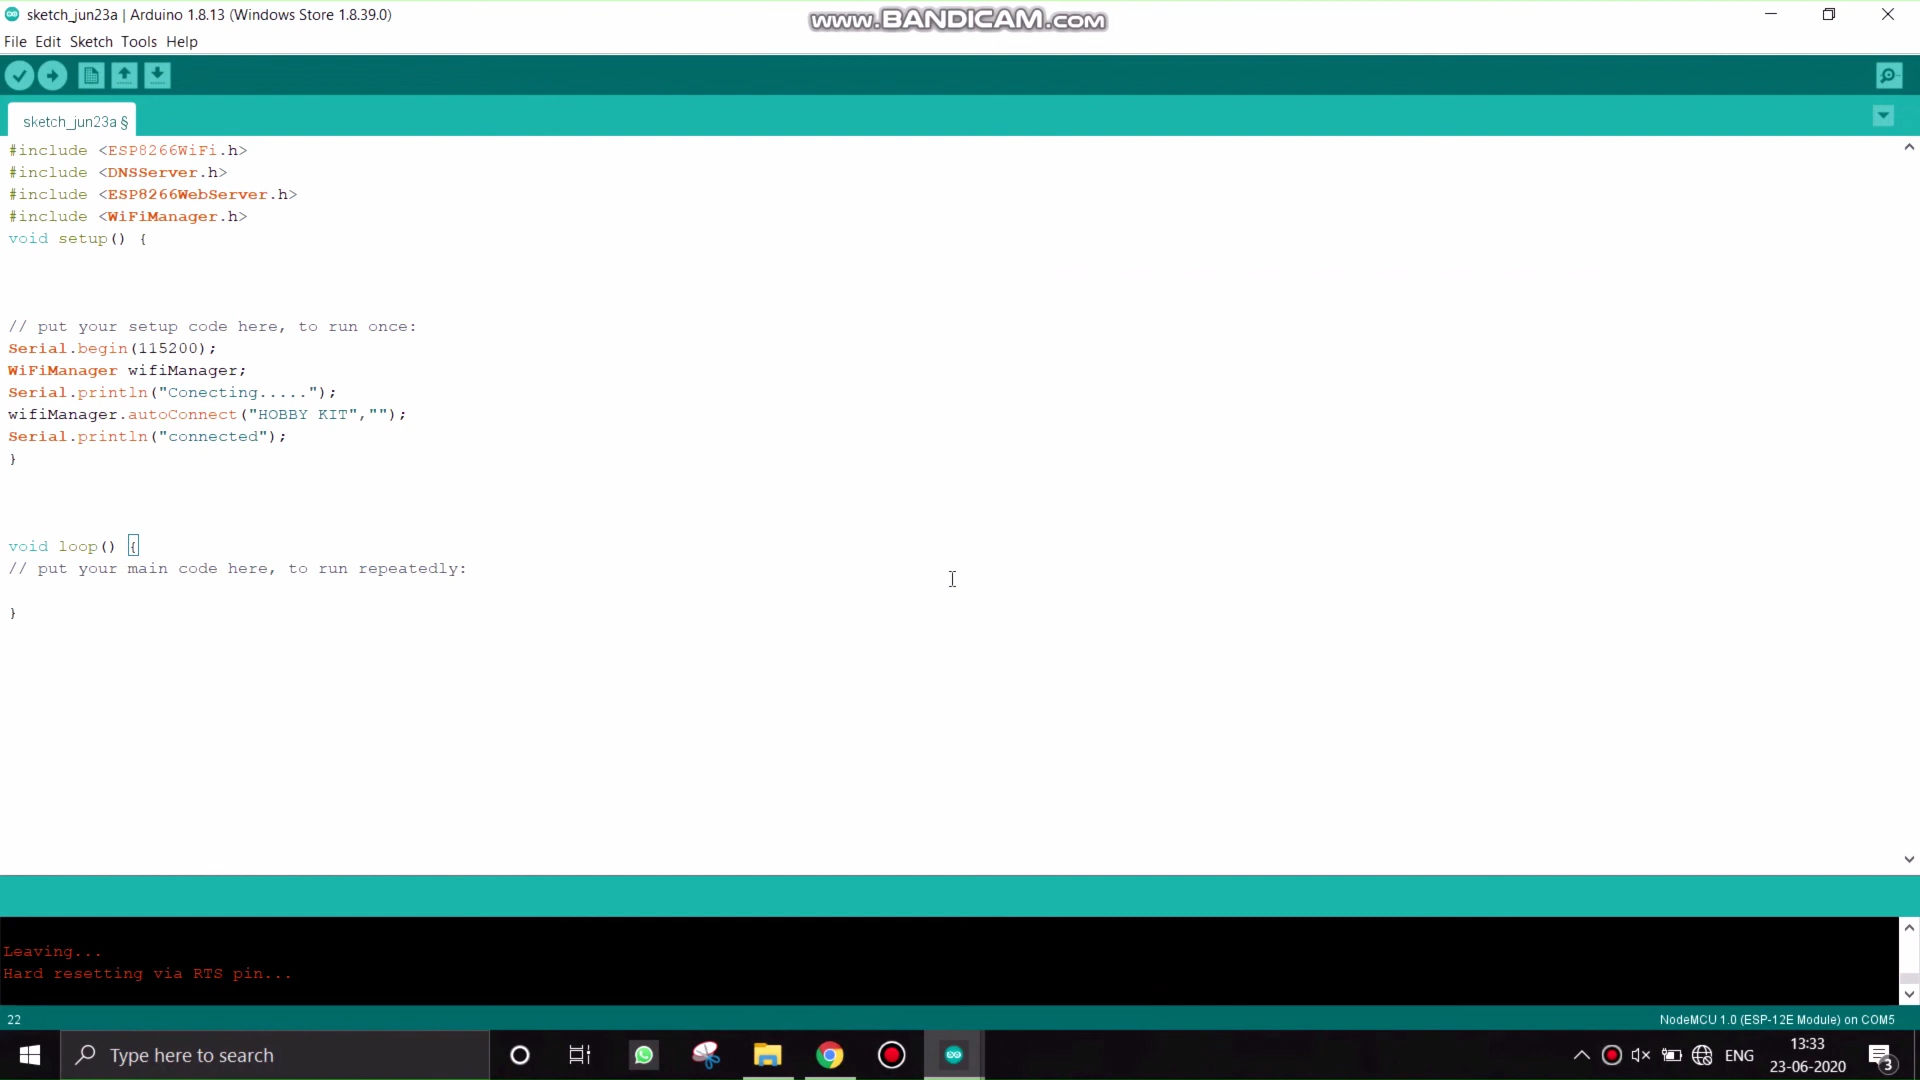 sketch_jun23a | Arduino 1.8.13 (Windows Store 1.8.39.0)
www.BANDICAM.com
File Edit Sketch Tools Help
sketch_jun23a §
#include <ESP8266WiFi.h>
#include <DNSServer.h>
#include <ESP8266WebServer.h>
#include <WiFiManager.h>
void setup() {
// put your setup code here, to run once:
Serial.begin(115200);
WiFiManager wifiManager;
Serial.println("Conecting.....");
wifiManager.autoConnect("HOBBY KIT","");
Serial.println("connected");
}
void loop() {
// put your main code here, to run repeatedly:
}
Leaving...
Hard resetting via RTS pin...
22
NodeMCU 1.0 (ESP-12E Module) on COM5
Type here to search
ENG
13:33
23-06-2020
3